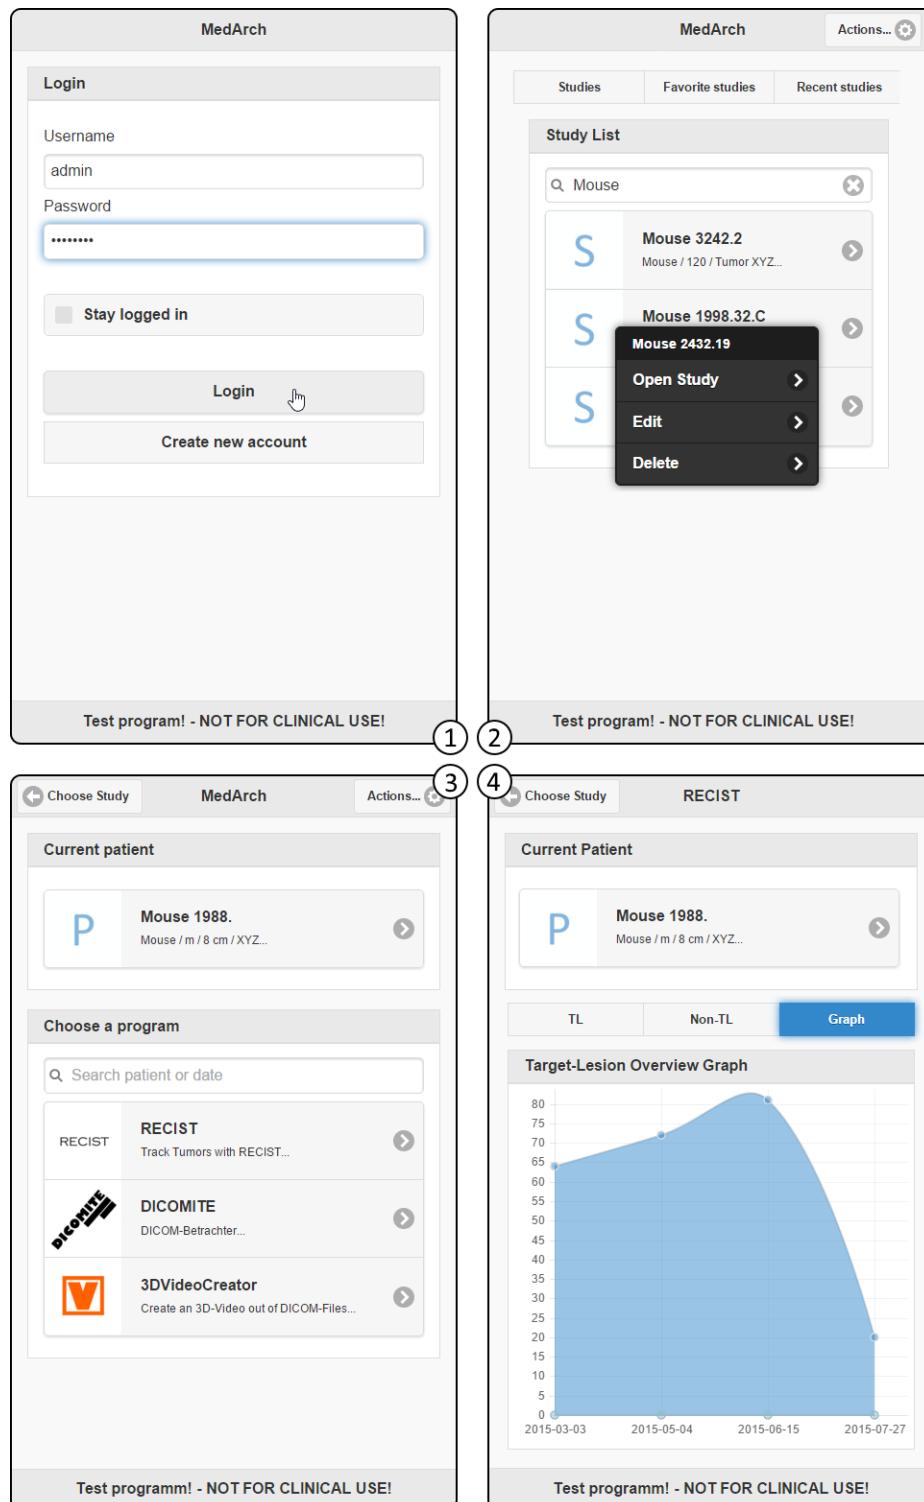 MedArch
Login
Username
admin
Password
••••••••
Stay logged in
Login
Create new account
Test program! - NOT FOR CLINICAL USE!
1
MedArch
Actions...
Studies
Favorite studies
Recent studies
Study List
Mouse
S
Mouse 3242.2
Mouse / 120 / Tumor XYZ...
S
Mouse 1998.32.C
S
Mouse 2432.19
Open Study
Edit
Delete
Test program! - NOT FOR CLINICAL USE!
2
3
Choose Study
MedArch
Actions...
Current patient
P
Mouse 1988.
Mouse / m / 8 cm / XYZ...
Choose a program
Search patient or date
RECIST
RECIST
Track Tumors with RECIST...
DICOMITE
DICOMITE
DICOM-Betrachter...
V
3DVideoCreator
Create an 3D-Video out of DICOM-Files...
Test programm! - NOT FOR CLINICAL USE!
4
Choose Study
RECIST
Current Patient
P
Mouse 1988.
Mouse / m / 8 cm / XYZ...
TL
Non-TL
Graph
Target-Lesion Overview Graph
80
75
70
65
60
55
50
45
40
35
30
25
20
15
10
5
0
2015-03-03
2015-05-04
2015-06-15
2015-07-27
Test programm! - NOT FOR CLINICAL USE!